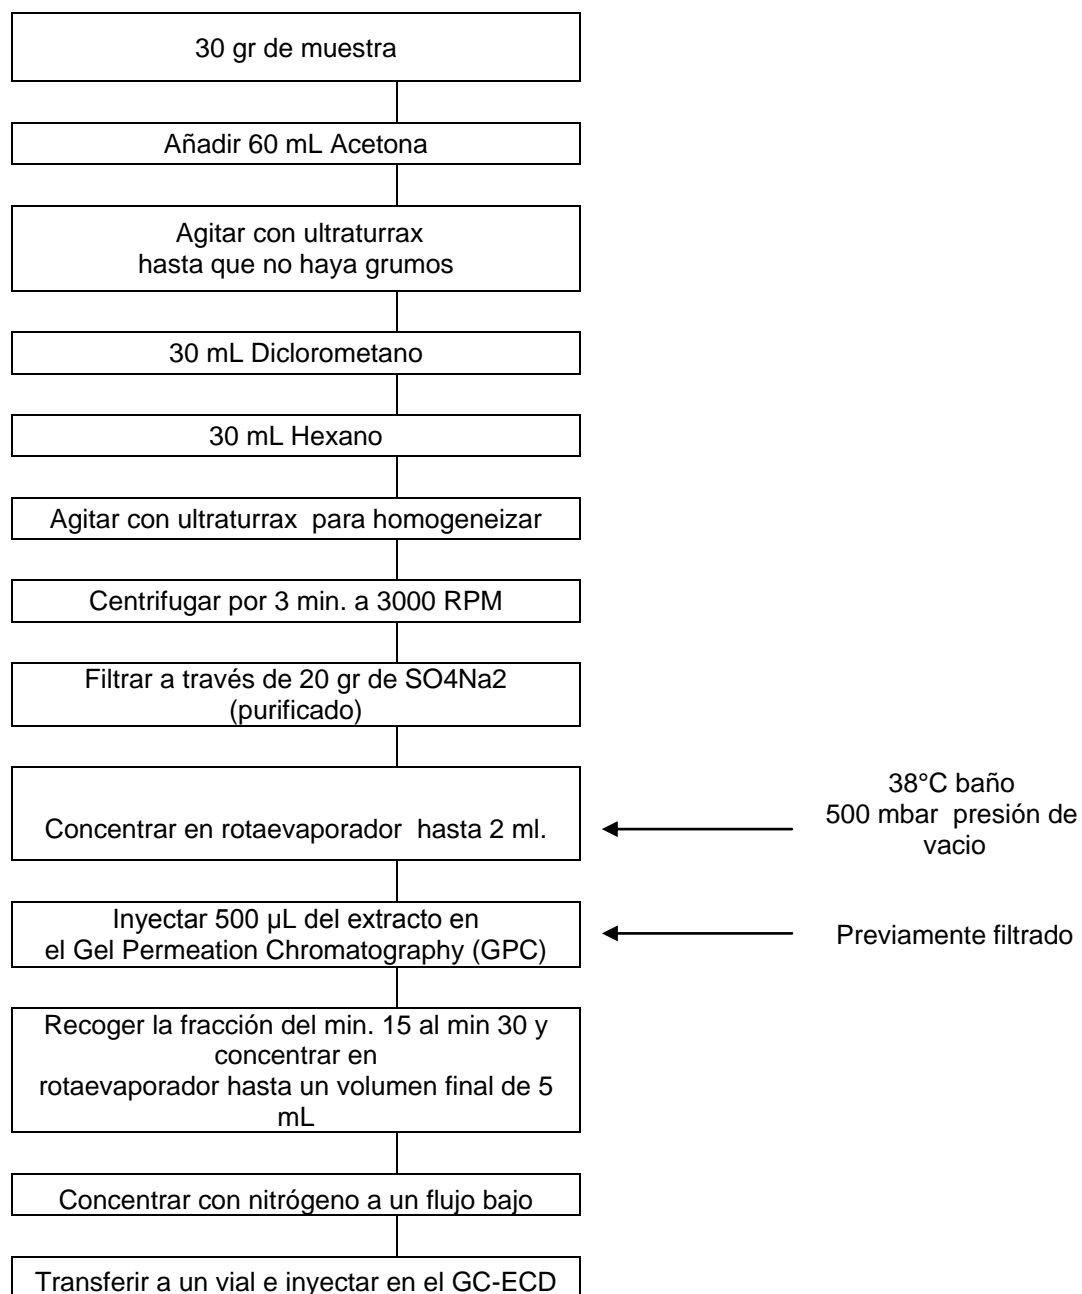 30 gr de muestra
Añadir 60 mL Acetona
Agitar con ultraturrax
hasta que no haya grumos
30 mL Diclorometano
30 mL Hexano
Agitar con ultraturrax  para homogeneizar
Centrifugar por 3 min. a 3000 RPM
Filtrar a través de 20 gr de SO4Na2
(purificado)
Concentrar en rotaevaporador  hasta 2 ml.
38°C baño
500 mbar  presión de
vacio
Inyectar 500 µL del extracto en
el Gel Permeation Chromatography (GPC)
Previamente filtrado
Recoger la fracción del min. 15 al min 30 y
concentrar en
rotaevaporador hasta un volumen final de 5
mL
Concentrar con nitrógeno a un flujo bajo
Transferir a un vial e inyectar en el GC-ECD